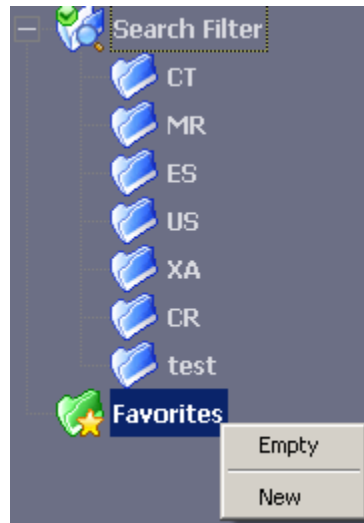 Search Filter
CT
MR
ES
US
XA
CR
test
Favorites
Empty
New